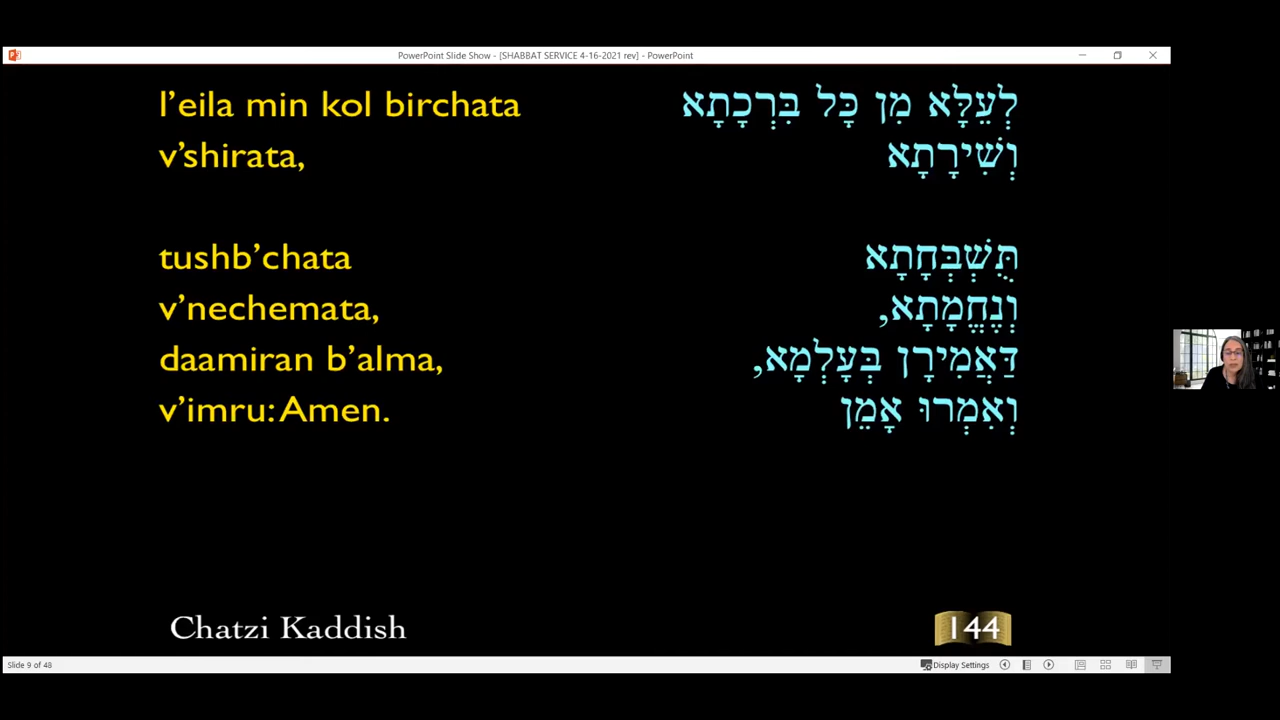 PowerPoint Slide Show - [SHABBAT SERVICE 4-16-2021 rev] - PowerPoint
l’eila min kol birchata
v’shirata,
tushb’chata
v’nechemata,
daamiran b’alma,
v’imru: Amen.
לְעֵלָּא מִן כָּל בִּרְכָתָא
וְשִׁירָתָא
תֻּשְׁבְּחָתָא
וְנֶחֱמָתָא,
דַּאֲמִירָן בְּעָלְמָא,
וְאִמְרוּ אָמֵן
Chatzi Kaddish
144
Slide 9 of 48
Display Settings